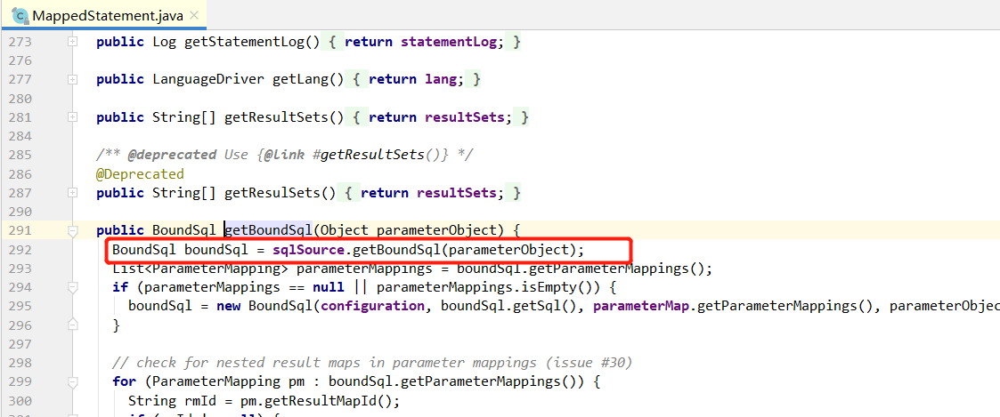 MappedStatement.java
273 public Log getStatementLog() { return statementLog; }
276
277 public LanguageDriver getLang() { return lang; }
280
281 public String[] getResultSets() { return resultSets; }
284
285 /** @deprecated Use {@link #getResultSets()} */
286 @Deprecated
287 public String[] getResulSets() { return resultSets; }
290
291 public BoundSql getBoundSql(Object parameterObject) {
292 BoundSql boundSql = sqlSource.getBoundSql(parameterObject);
293 List<ParameterMapping> parameterMappings = boundSql.getParameterMappings();
294 if (parameterMappings == null || parameterMappings.isEmpty()) {
295 boundSql = new BoundSql(configuration, boundSql.getSql(), parameterMap.getParameterMappings(), parameterObjec
296 }
297
298 // check for nested result maps in parameter mappings (issue #30)
299 for (ParameterMapping pm : boundSql.getParameterMappings()) {
300 String rmId = pm.getResultMapId();